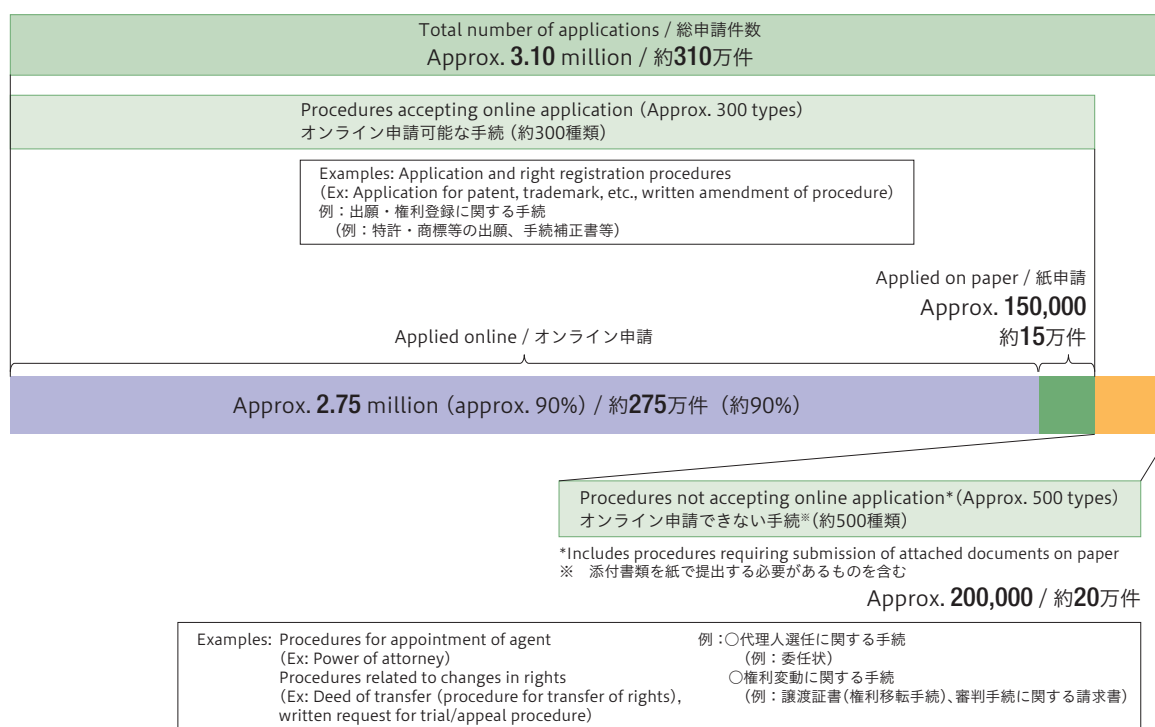 Total number of applications / 総申請件数
Approx. 3.10 million / 約310万件
Procedures accepting online application (Approx. 300 types)
オンライン申請可能な手続 (約300種類)
Examples: Application and right registration procedures
(Ex: Application for patent, trademark, etc., written amendment of procedure)
例：出願・権利登録に関する手続
（例：特許・商標等の出願、手続補正書等）
Applied on paper / 紙申請
Approx. 150,000
約15万件
Applied online / オンライン申請
Approx. 2.75 million (approx. 90%) / 約275万件（約90%）
Procedures not accepting online application* (Approx. 500 types)
オンライン申請できない手続※(約500種類)
*Includes procedures requiring submission of attached documents on paper
※　添付書類を紙で提出する必要があるものを含む
Approx. 200,000 / 約20万件
Examples: Procedures for appointment of agent
(Ex: Power of attorney)
Procedures related to changes in rights
(Ex: Deed of transfer (procedure for transfer of rights),
written request for trial/appeal procedure)
例：○代理人選任に関する手続
（例：委任状）
○権利変動に関する手続
（例：譲渡証書(権利移転手続)、審判手続に関する請求書）